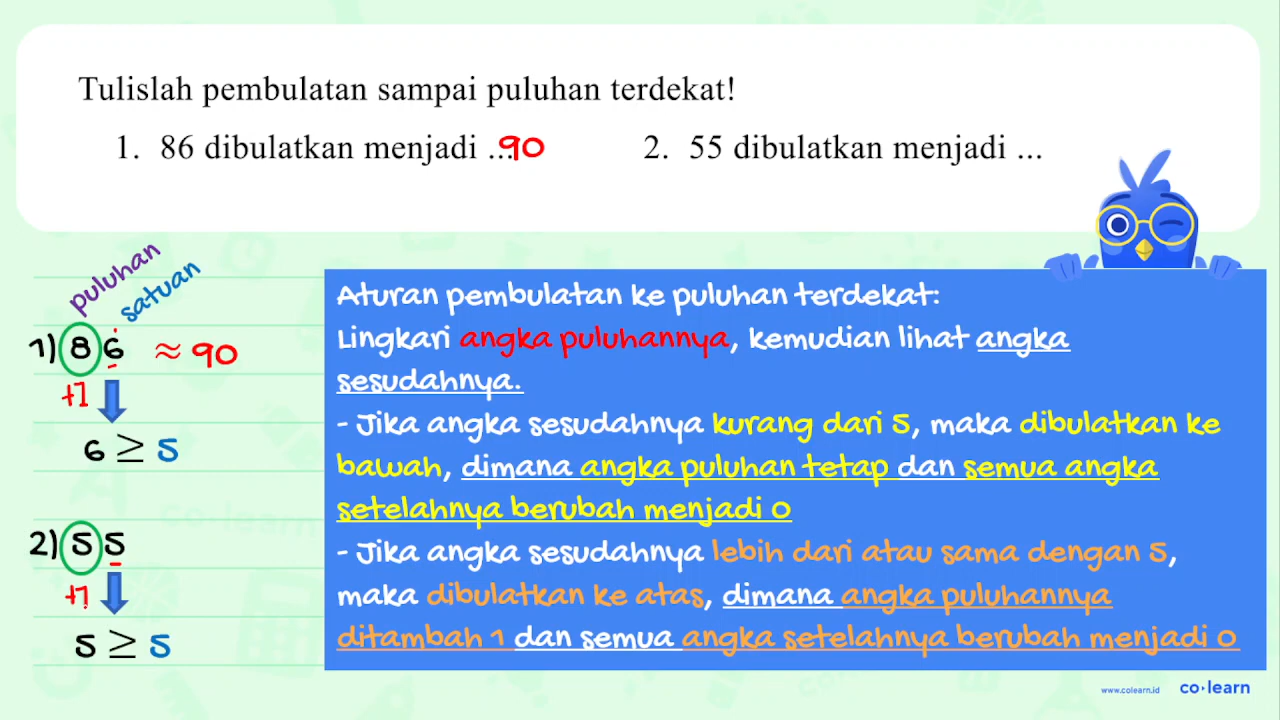 Tulislah pembulatan sampai puluhan terdekat!
1. 86 dibulatkan menjadi ... 90
2. 55 dibulatkan menjadi ...
puluhan
satuan
1) 86 ≈ 90
+1
6 ≥ 5
2) 55
+1
5 ≥ 5
Aturan pembulatan ke puluhan terdekat:
Lingkari angka puluhannya, kemudian lihat angka
sesudahnya.
- Jika angka sesudahnya kurang dari 5, maka dibulatkan ke
bawah, dimana angka puluhan tetap dan semua angka
setelahnya berubah menjadi 0
- Jika angka sesudahnya lebih dari atau sama dengan 5,
maka dibulatkan ke atas, dimana angka puluhannya
ditambah 1 dan semua angka setelahnya berubah menjadi 0
co·learn
www.colearn.id co·learn